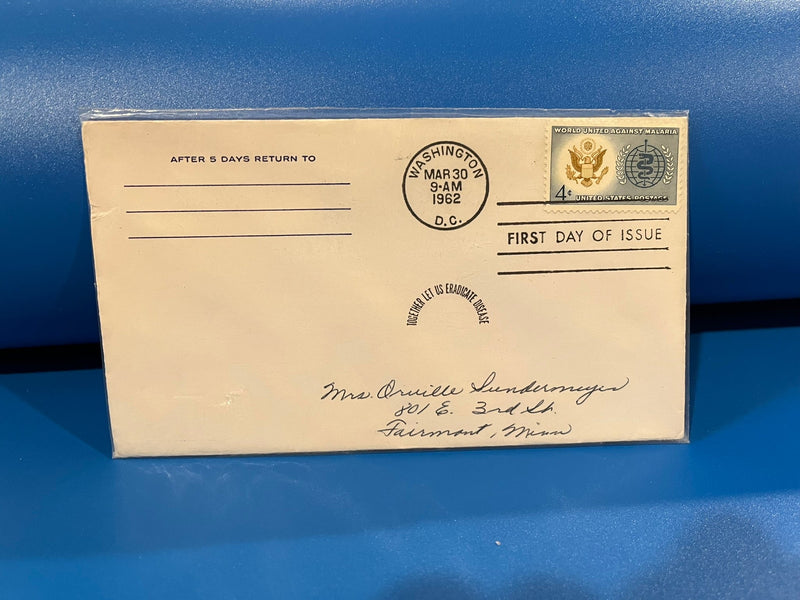 AFTER 5 DAYS RETURN TO
WASHINGTON
MAR 30
9-AM
1962
D.C.
WORLD UNITED AGAINST MALARIA
4¢
UNITED STATES POSTAGE
FIRST DAY OF ISSUE
TOGETHER LET US ERADICATE DISEASE
Mrs. Orville Sundermeyer
801 E. 3rd St.
Fairmont, Minn